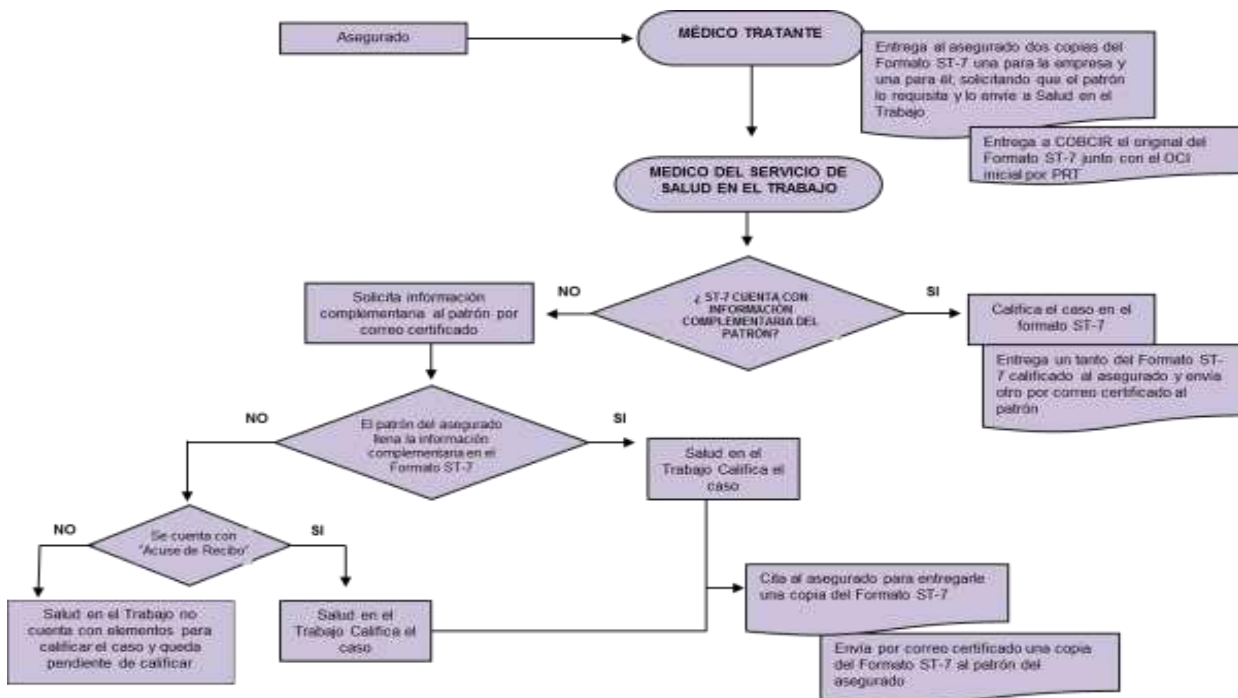 Asegurado
MÉDICO TRATANTE
Entrega al asegurado dos copias del
Formato ST-7 una para la empresa y
una para él; solicitando que el patrón
lo requisita y lo envíe a Salud en el
Trabajo
Entrega a COBCIR el original del
Formato ST-7 junto con el OCI
inicial por PRT
MEDICO DEL SERVICIO DE
SALUD EN EL TRABAJO
NO
¿ ST-7 CUENTA CON
INFORMACIÓN
COMPLEMENTARIA DEL
PATRÓN?
SI
Solicita información
complementaria al patrón por
correo certificado
Califica el caso en el
formato ST-7
Entrega un tanto del Formato ST-
7 calificado al asegurado y envía
otro por correo certificado al
patrón
NO
El patrón del asegurado
llena la información
complementaria en el
Formato ST-7
SI
Salud en el
Trabajo Califica el
caso
NO
Se cuenta con
"Acuse de Recibo"
SI
Salud en el Trabajo no
cuenta con elementos para
calificar el caso y queda
pendiente de calificar
Salud en el
Trabajo Califica el
caso
Cita al asegurado para entregarle
una copia del Formato ST-7
Envía por correo certificado una copia
del Formato ST-7 al patrón del
asegurado